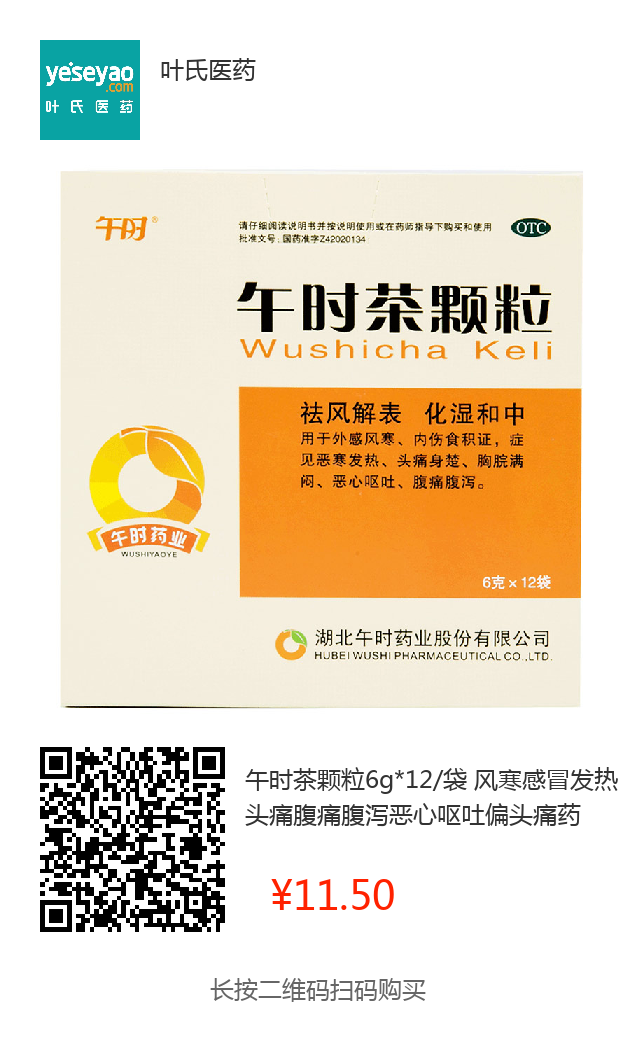 yeseyao
.com
叶氏医药
叶氏医药
午时®
请仔细阅读说明书并按说明使用或在药师指导下购买和使用
批准文号:国药准字Z42020134
OTC
午时茶颗粒
Wushicha Keli
祛风解表 化湿和中
用于外感风寒、内伤食积证,症
见恶寒发热、头痛身楚、胸脘满
闷、恶心呕吐、腹痛腹泻。
午时药业
WUSHIYAOYE
6克×12袋
湖北午时药业股份有限公司
HUBEI WUSHI PHARMACEUTICAL CO.,LTD.
午时茶颗粒6g*12/袋 风寒感冒发热
头痛腹痛腹泻恶心呕吐偏头痛药
¥11.50
长按二维码扫码购买